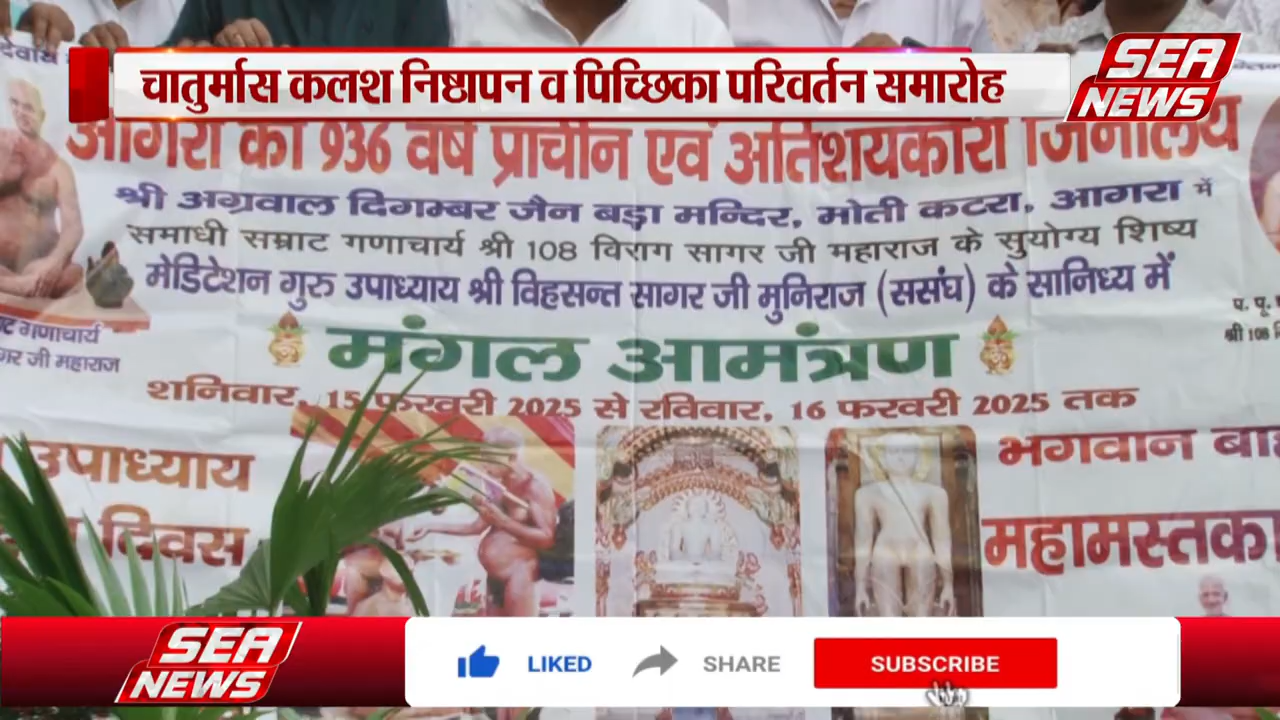 चातुर्मास कलश निष्ठापन व पिच्छिका परिवर्तन समारोह
SEA NEWS
आगरा का 936 वर्ष प्राचीन एवं अतिशयकारी जिनालय
श्री अग्रवाल दिगम्बर जैन बड़ा मन्दिर, मोती कटरा, आगरा में
समाधी सम्राट गणाचार्य श्री 108 विराग सागर जी महाराज के सुयोग्य शिष्य
मेडिटेशन गुरु उपाध्याय श्री विहसन्त सागर जी मुनिराज (ससंघ) के सानिध्य में
गणाचार्य
जी महाराज
प. पू.
श्री 108
मंगल आमंत्रण
शनिवार, 15 फरवरी 2025 से रविवार, 16 फरवरी 2025 तक
उपाध्याय
दिवस
भगवान
महामस्तका
SEA NEWS
LIKED SHARE SUBSCRIBE